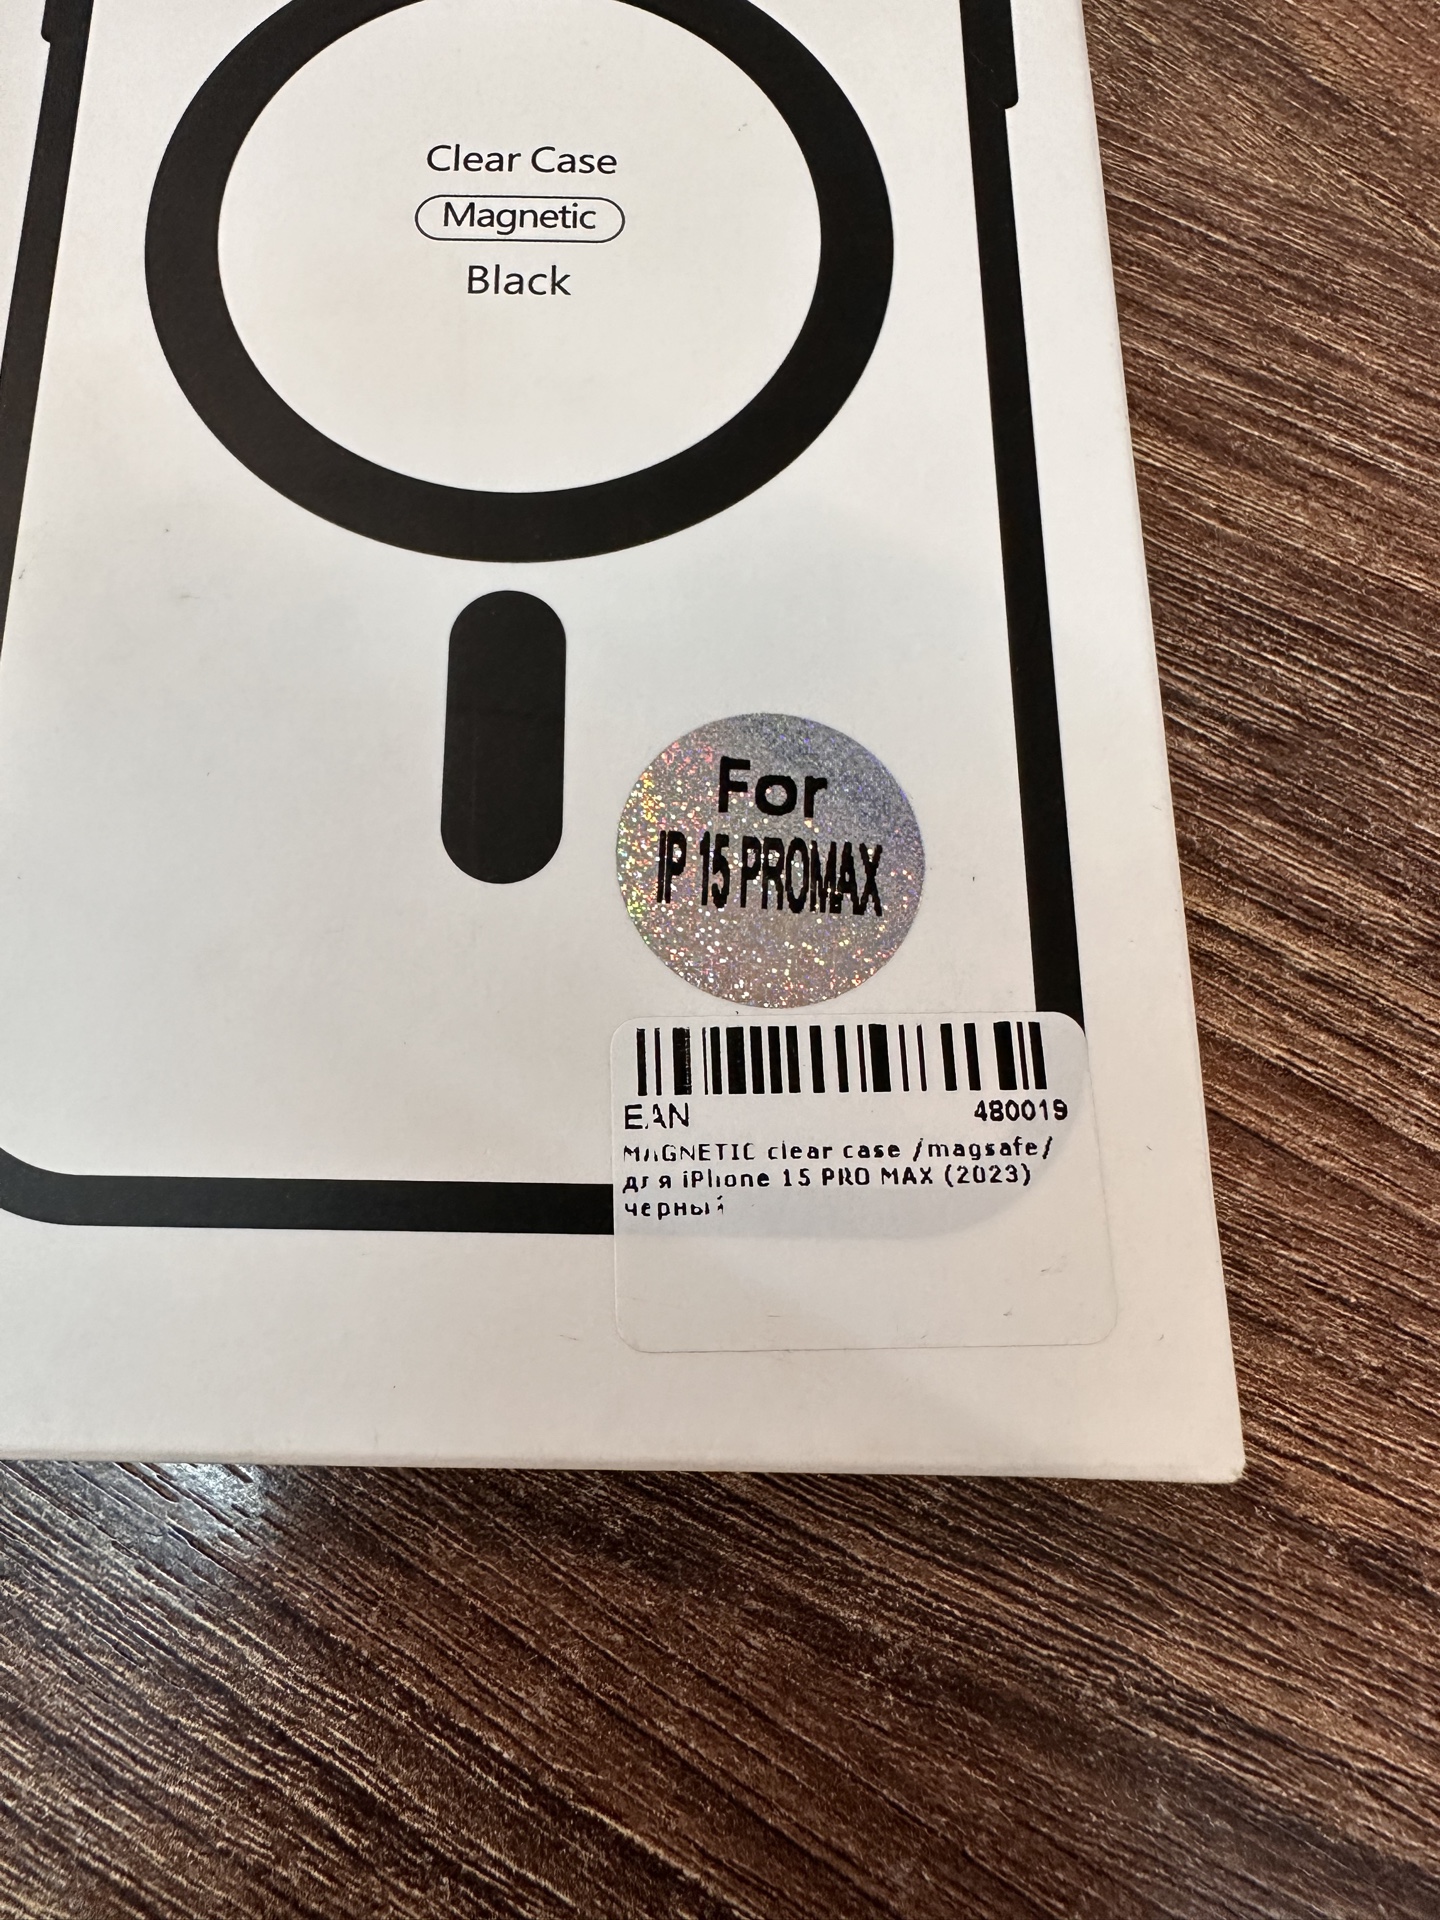 Clear Case
Magnetic
Black
For
IP 15 PROMAX
EAN 480019
MAGNETIC clear case /magsafe/
для iPhone 15 PRO MAX (2023)
черный